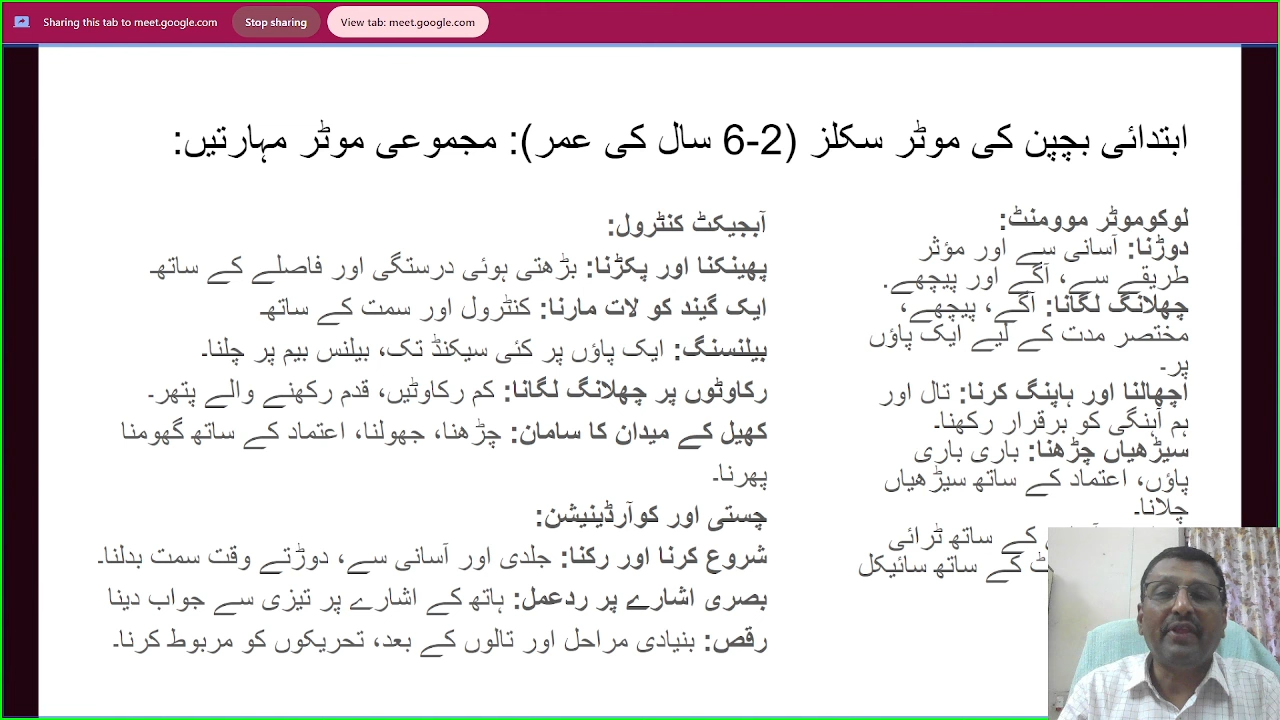 Sharing this tab to meet.google.com
Stop sharing
View tab: meet.google.com
ابتدائی بچپن کی موٹر سکلز (2-6 سال کی عمر): مجموعی موٹر مہارتیں:
لوکوموٹر موومنٹ:
دوڑنا: آسانی سے اور مؤثر
طریقے سے، آگے اور پیچھے.
چھلانگ لگانا: آگے، پیچھے،
مختصر مدت کے لیے ایک پاؤں
پر۔
اچھالنا اور ہاپنگ کرنا: تال اور
ہم آہنگی کو برقرار رکھنا۔
سیڑھیاں چڑھنا: باری باری
پاؤں، اعتماد کے ساتھ سیڑھیاں
چلانا۔
کے ساتھ ٹرائی
کے ساتھ سائیکل
آبجیکٹ کنٹرول:
پھینکنا اور پکڑنا: بڑھتی ہوئی درستگی اور فاصلے کے ساتھ
ایک گیند کو لات مارنا: کنٹرول اور سمت کے ساتھ
بیلنسنگ: ایک پاؤں پر کئی سیکنڈ تک، بیلنس بیم پر چلنا۔
رکاوٹوں پر چھلانگ لگانا: کم رکاوٹیں، قدم رکھنے والے پتھر۔
کھیل کے میدان کا سامان: چڑھنا، جھولنا، اعتماد کے ساتھ گھومنا
پھرنا۔
چستی اور کوآرڈینیشن:
شروع کرنا اور رکنا: جلدی اور آسانی سے، دوڑتے وقت سمت بدلنا۔
بصری اشارے پر ردعمل: ہاتھ کے اشارے پر تیزی سے جواب دینا
رقص: بنیادی مراحل اور تالوں کے بعد، تحریکوں کو مربوط کرنا۔